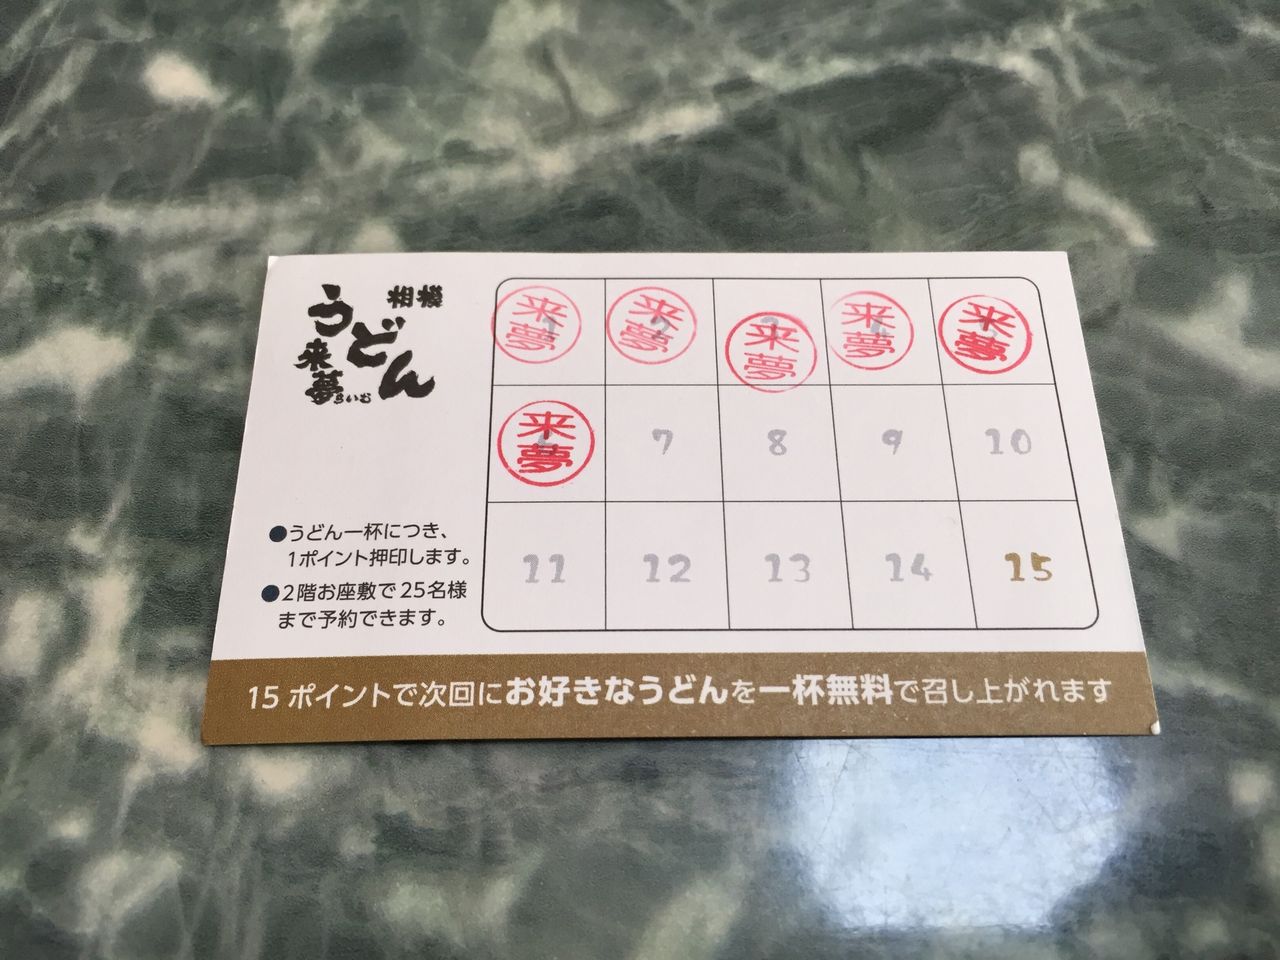 相模
うどん
来夢
らいむ
来夢 来夢 来夢 来夢 来夢
来夢 7 8 9 10
11 12 13 14 15
●うどん一杯につき、
1ポイント押印します。
●2階お座敷で25名様
まで予約できます。
15ポイントで次回にお好きなうどんを一杯無料で召し上がれます